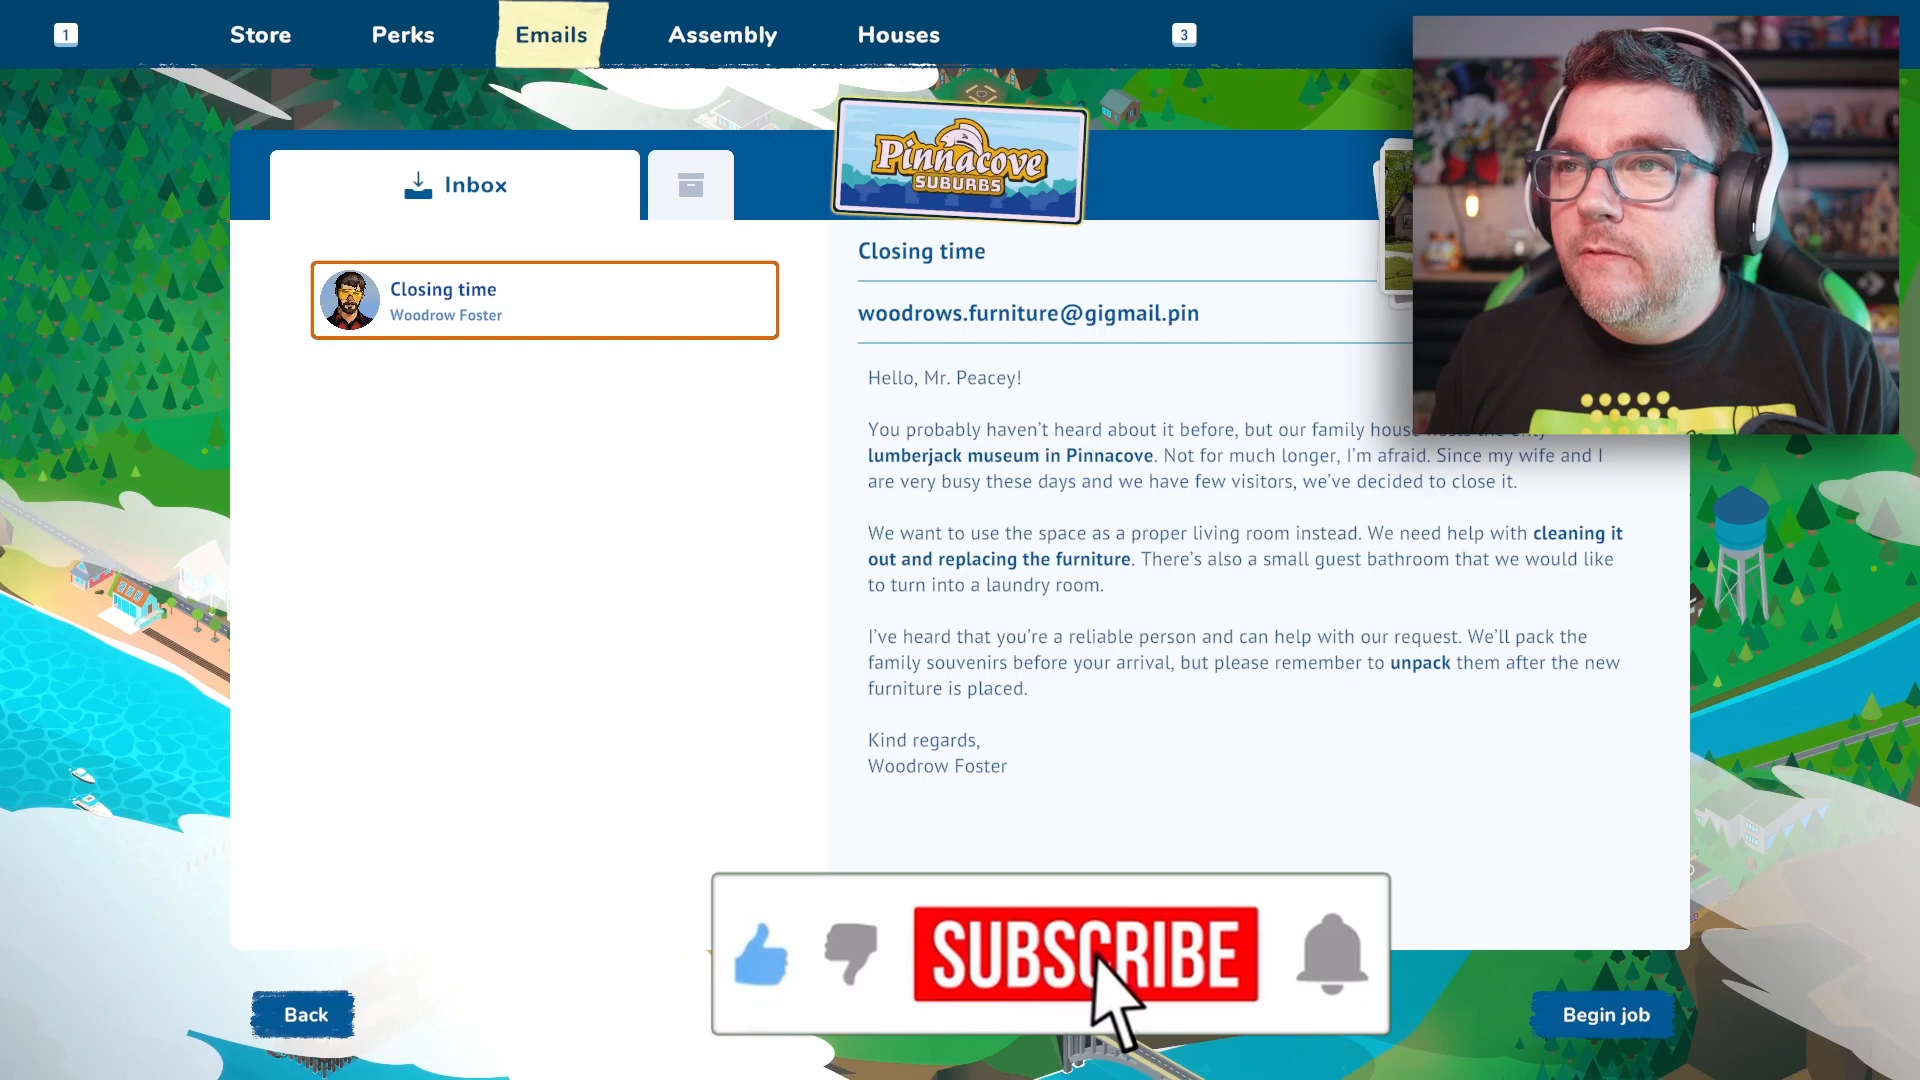 1
Store
Perks
Emails
Assembly
Houses
3
Inbox
Pinnacove
SUBURBS
Closing time
Woodrow Foster
Closing time
woodrows.furniture@gigmail.pin
Hello, Mr. Peacey!
You probably haven't heard about it before, but our family house
lumberjack museum in Pinnacove. Not for much longer, I'm afraid. Since my wife and I
are very busy these days and we have few visitors, we've decided to close it.
We want to use the space as a proper living room instead. We need help with cleaning it
out and replacing the furniture. There's also a small guest bathroom that we would like
to turn into a laundry room.
I've heard that you're a reliable person and can help with our request. We'll pack the
family souvenirs before your arrival, but please remember to unpack them after the new
furniture is placed.
Kind regards,
Woodrow Foster
SUBSCRIBE
Back
Begin job